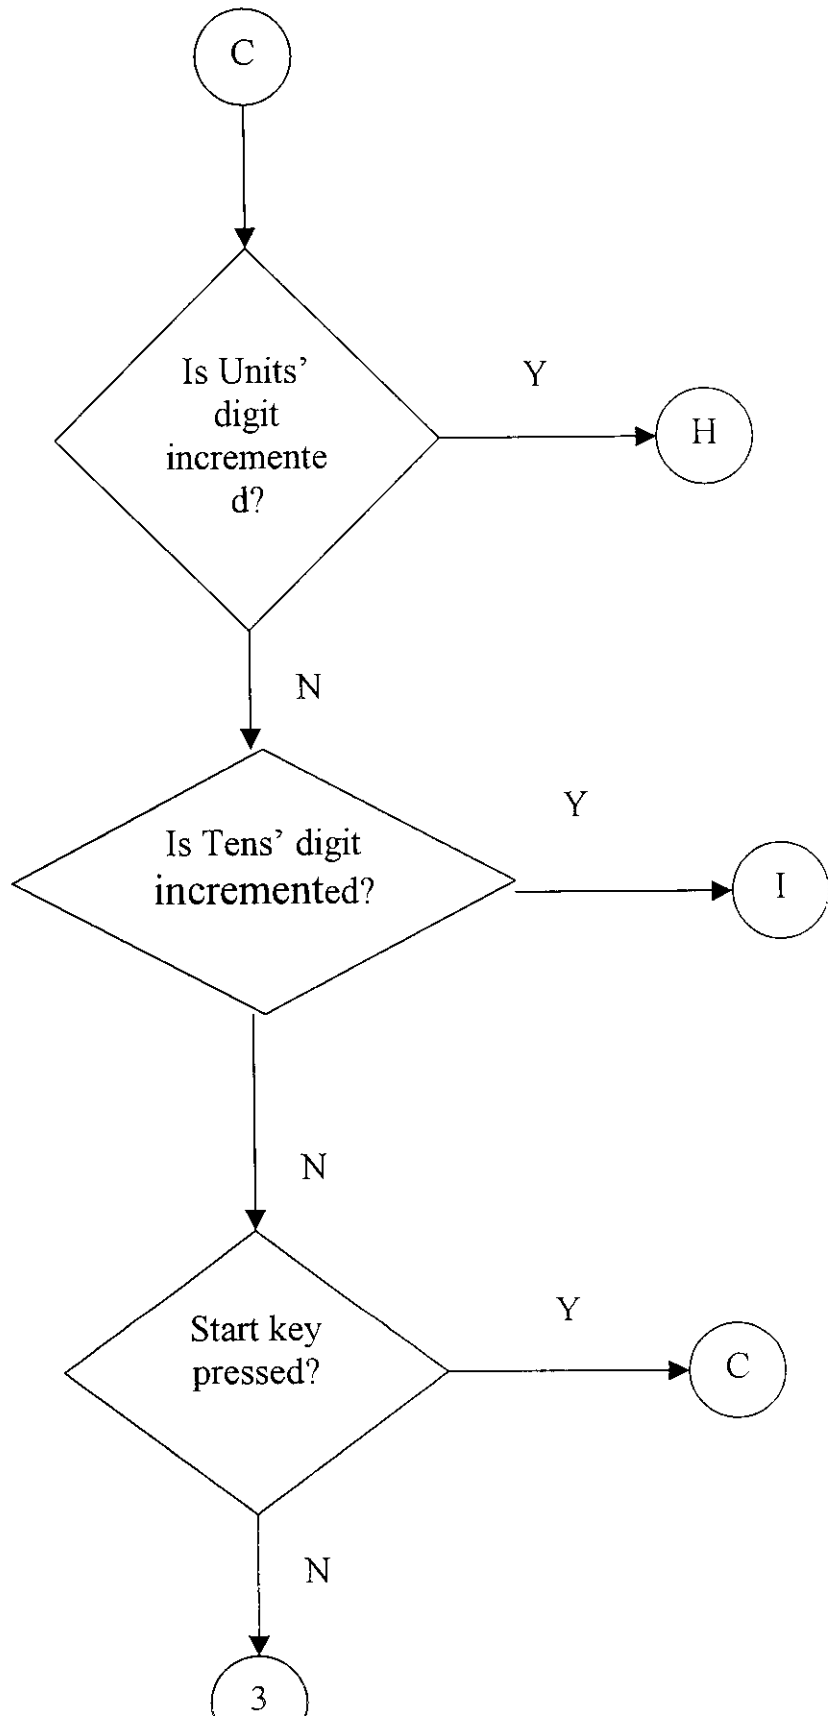 C
Is Units’
digit
incremente
d?
Y
H
N
Is Tens’ digit
incremented?
Y
I
N
Start key
pressed?
Y
C
N
3